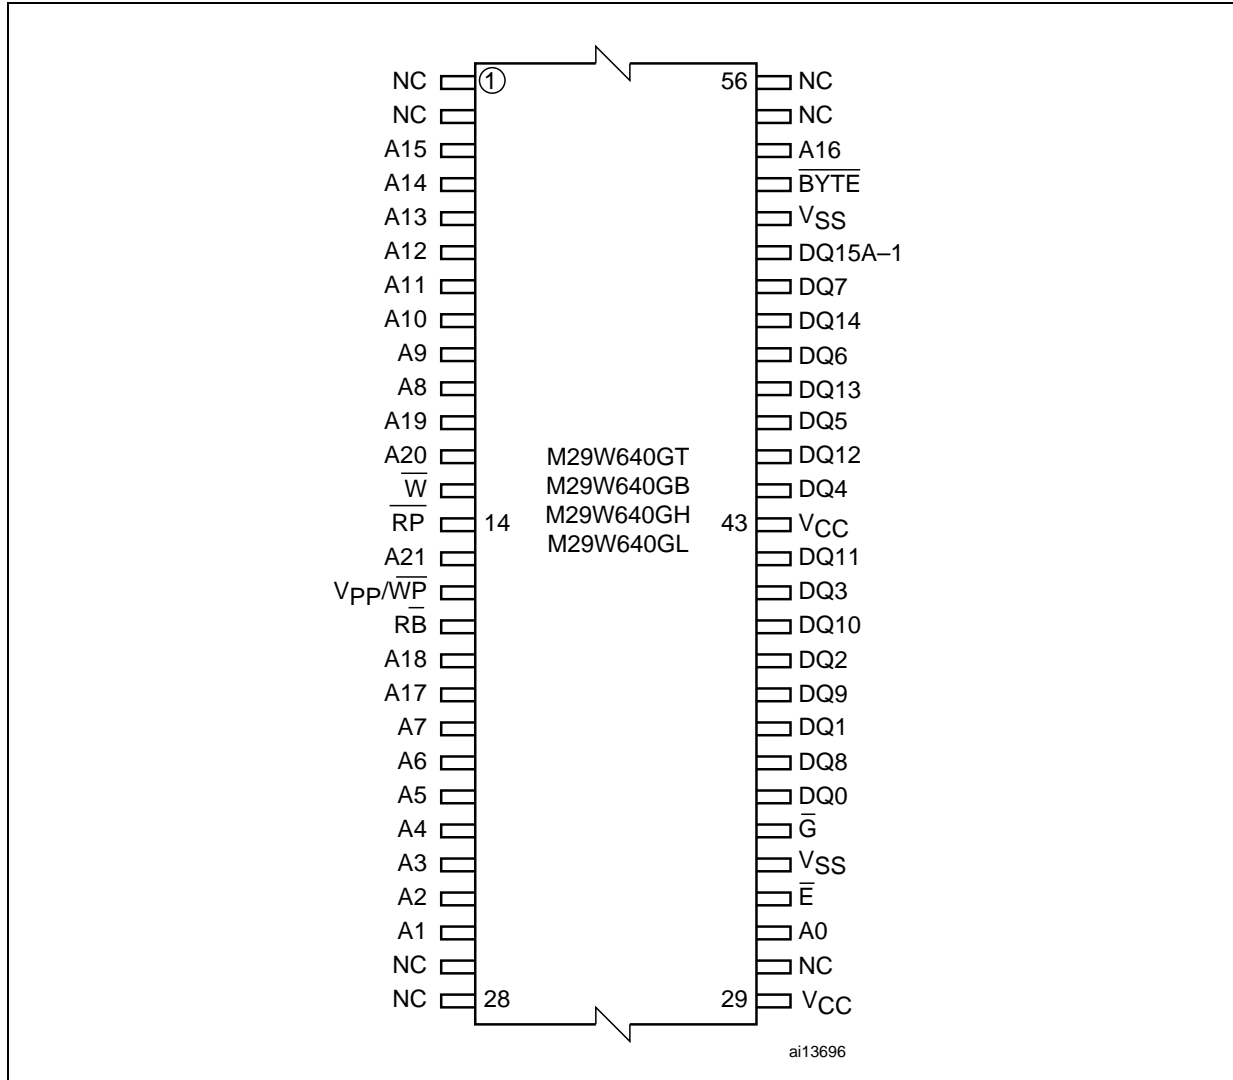 NC 1 56 NC
NC NC
A15 A16
A14 B̅Y̅T̅E̅
A13 VSS
A12 DQ15A–1
A11 DQ7
A10 DQ14
A9 DQ6
A8 DQ13
A19 DQ5
A20 M29W640GT DQ12
W̅ M29W640GB DQ4
R̅P̅ 14 M29W640GH 43 VCC
A21 M29W640GL DQ11
VPP/W̅P̅ DQ3
RB̅ DQ10
A18 DQ2
A17 DQ9
A7 DQ1
A6 DQ8
A5 DQ0
A4 G̅
A3 VSS
A2 E̅
A1 A0
NC NC
NC 28 29 VCC
ai13696